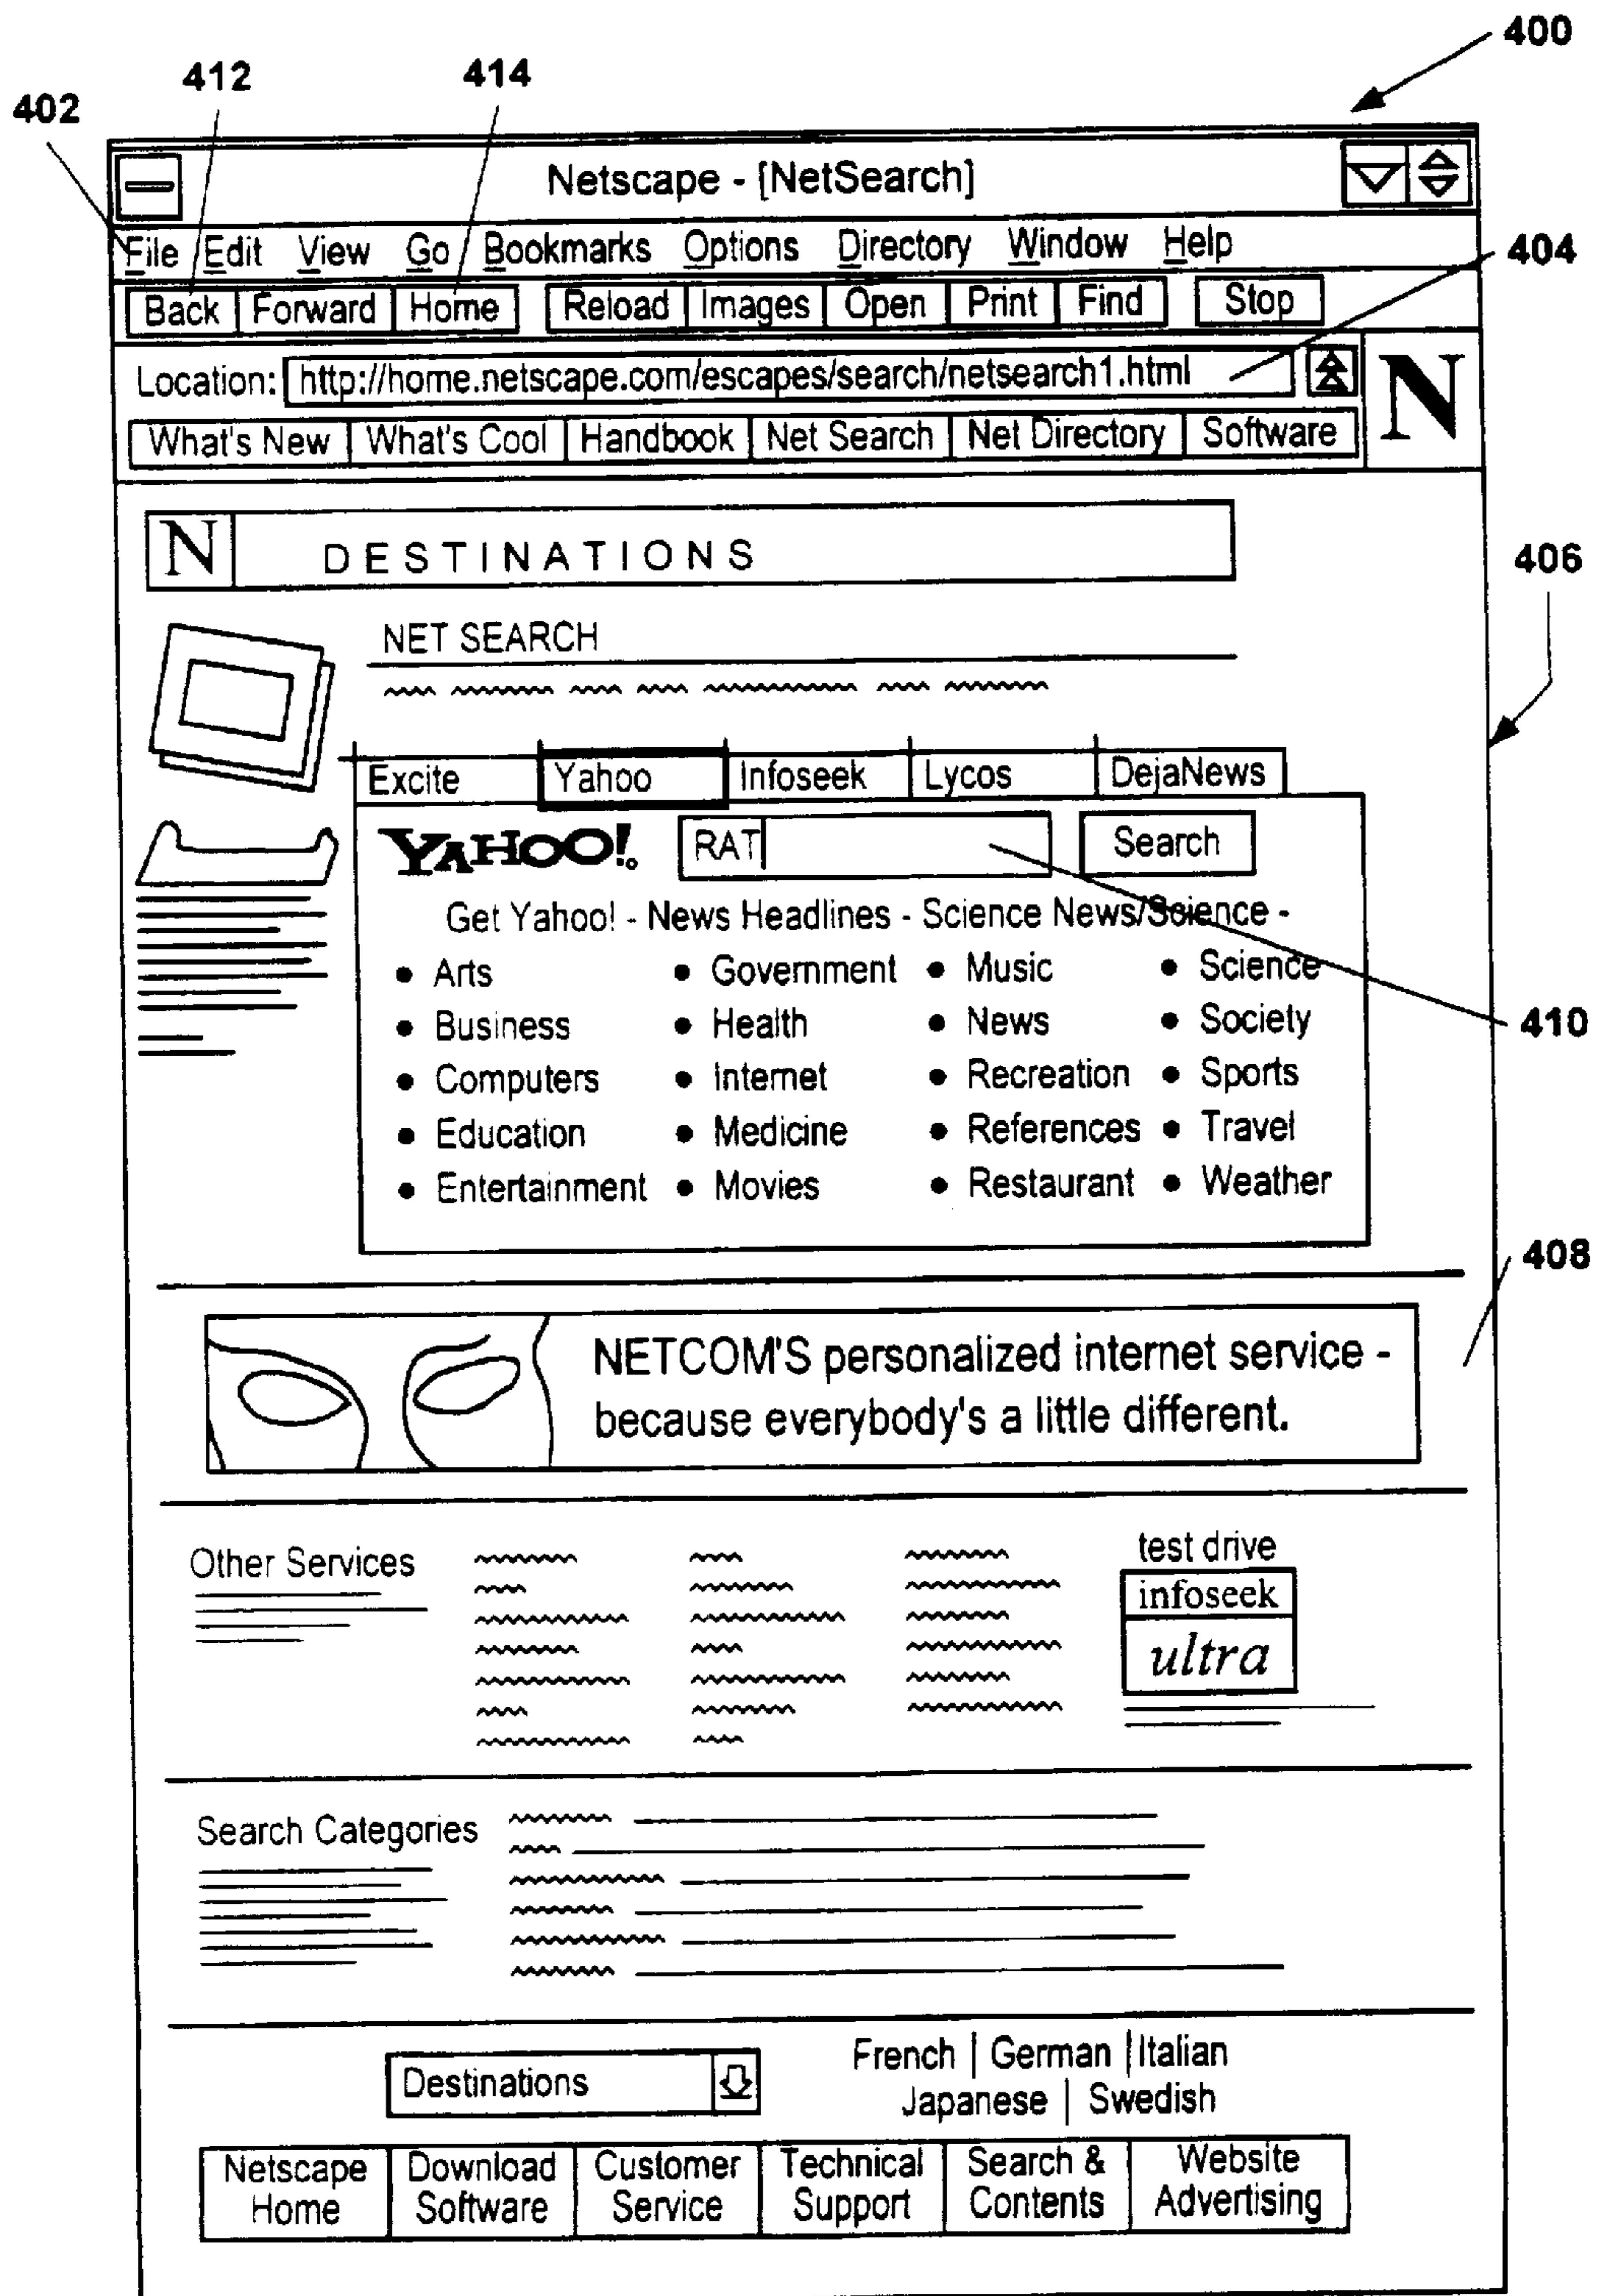 400
412 414
402
Netscape - [NetSearch]
File Edit View Go Bookmarks Options Directory Window Help
404
Back Forward Home Reload Images Open Print Find Stop
Location: http://home.netscape.com/escapes/search/netsearch1.html
N
What's New What's Cool Handbook Net Search Net Directory Software
N DESTINATIONS
406
NET SEARCH
Excite Yahoo Infoseek Lycos DejaNews
YAHOO! RAT Search
Get Yahoo! - News Headlines - Science News/Science -
• Arts • Government • Music • Science
• Business • Health • News • Society
410
• Computers • Internet • Recreation • Sports
• Education • Medicine • References • Travel
• Entertainment • Movies • Restaurant • Weather
408
NETCOM'S personalized internet service -
because everybody's a little different.
Other Services
test drive
infoseek
ultra
Search Categories
Destinations
French | German | Italian
Japanese | Swedish
Netscape Home
Download Software
Customer Service
Technical Support
Search & Contents
Website Advertising